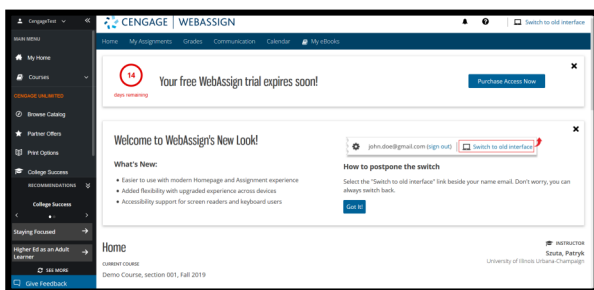 CengageTest
MAIN MENU
My Home
Courses
CENGAGE UNLIMITED
Browse Catalog
Partner Offers
Print Options
College Success
RECOMMENDATIONS
College Success
Staying Focused
Higher Ed as an Adult
Learner
SEE MORE
Give Feedback
CENGAGE | WEBASSIGN
Switch to old interface
Home My Assignments Grades Communication Calendar My eBooks
14
days remaining
Your free WebAssign trial expires soon!
Purchase Access Now
Welcome to WebAssign's New Look!
What's New:
Easier to use with modern Homepage and Assignment experience
Added flexibility with upgraded experience across devices
Accessibility support for screen readers and keyboard users
john.doe@gmail.com (sign out) | Switch to old interface
How to postpone the switch
Select the "Switch to old interface" link beside your name email. Don't worry, you can
always switch back.
Got It!
Home
CURRENT COURSE
Demo Course, section 001, Fall 2019
INSTRUCTOR
Szuta, Patryk
University of Illinois Urbana-Champaign